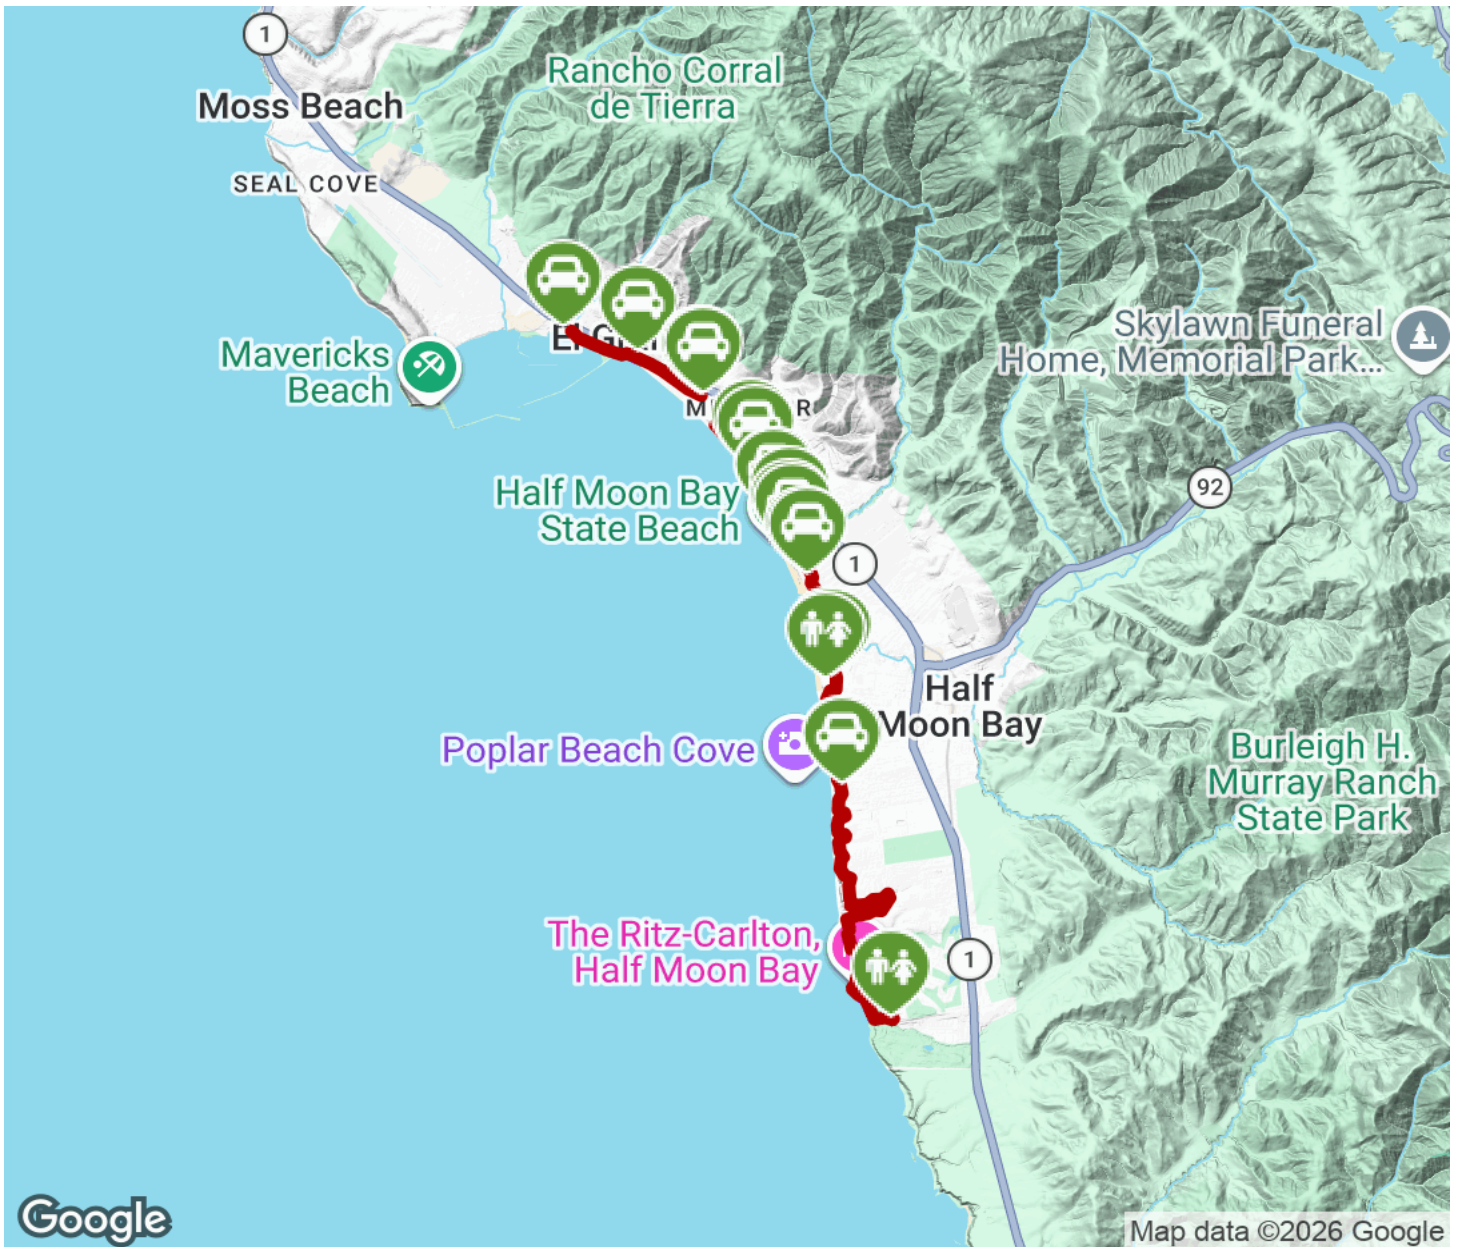 1
Rancho Corral
de Tierra
Moss Beach
SEAL COVE
Skylawn Funeral
Home, Memorial Park...
Mavericks
Beach
92
Half Moon Bay
State Beach
1
Half
Moon Bay
Poplar Beach Cove
Burleigh H.
Murray Ranch
State Park
The Ritz-Carlton,
Half Moon Bay
1
Google
Map data ©2026 Google